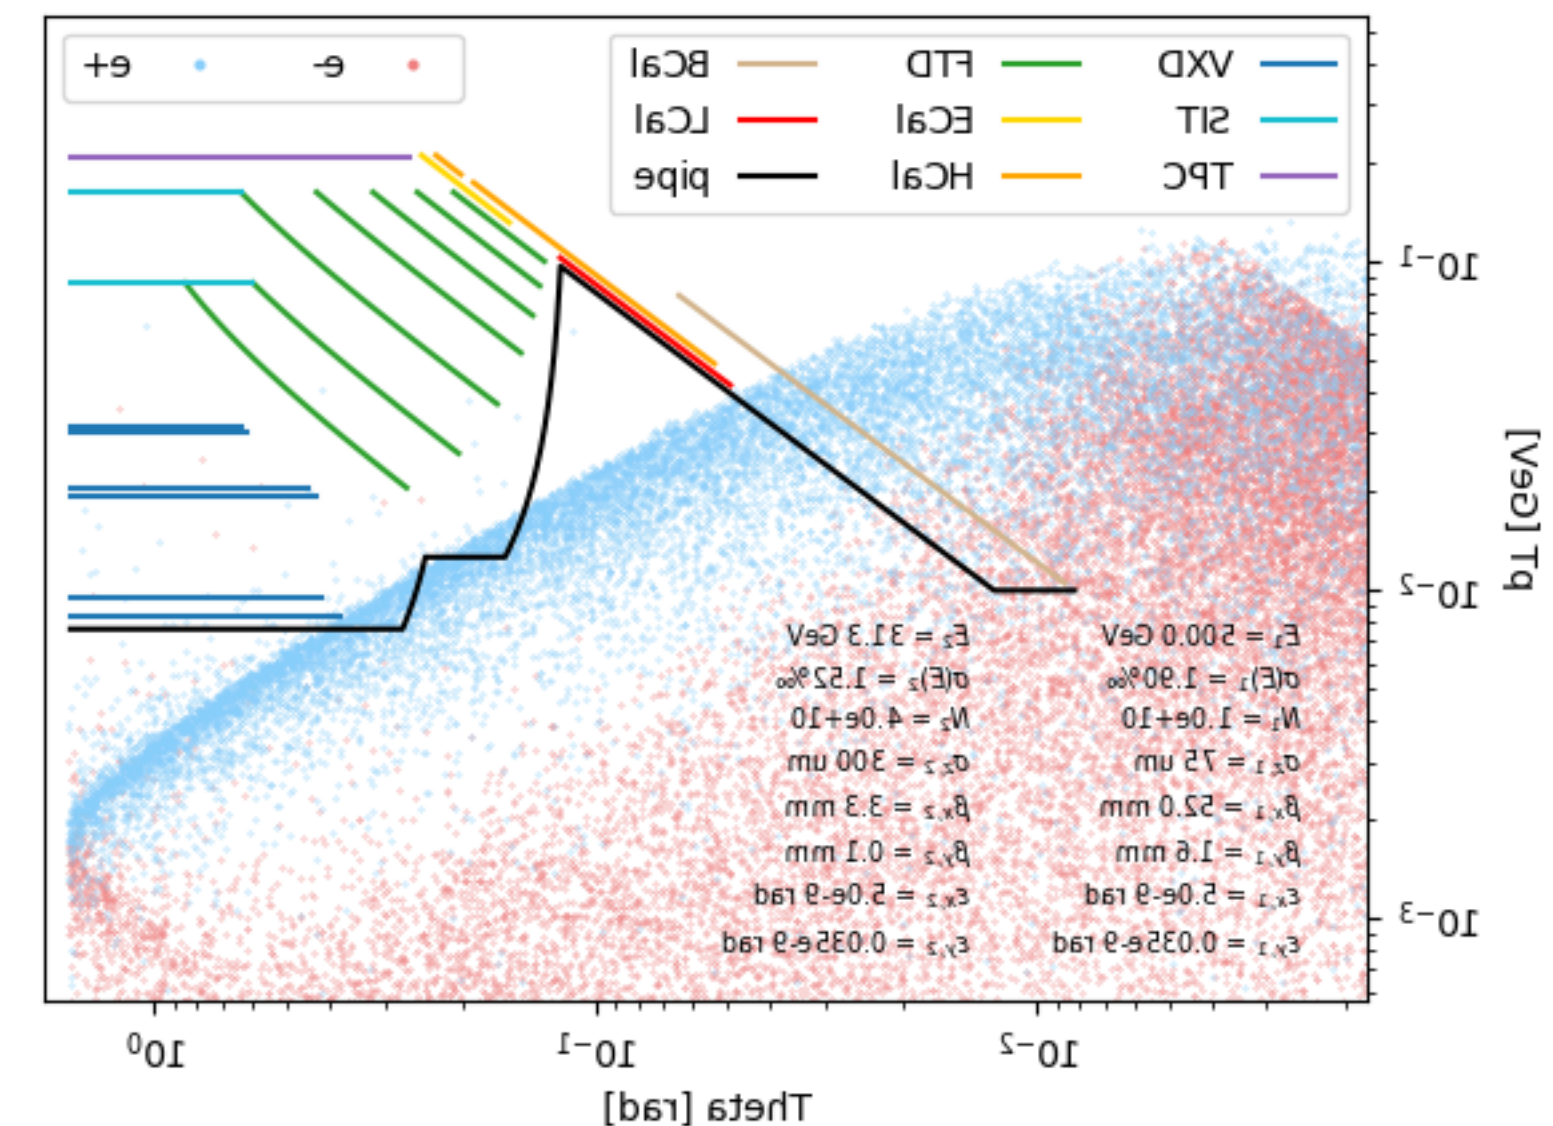 VXD FTD BCal
SIT ECal LCal
TPC HCal pipe
e- e+
10⁻¹
10⁻²
10⁻³
pT [GeV]
E₁ = 500.0 GeV E₂ = 31.3 GeV
σ(E)₁ = 1.90‰ σ(E)₂ = 1.52‰
N₁ = 1.0e+10 N₂ = 4.0e+10
σz,1 = 75 um σz,2 = 300 um
βx,1 = 52.0 mm βx,2 = 3.3 mm
βy,1 = 1.6 mm βy,2 = 0.1 mm
εx,1 = 5.0e-9 rad εx,2 = 5.0e-9 rad
εy,1 = 0.035e-9 rad εy,2 = 0.035e-9 rad
10⁻² 10⁻¹ 10⁰
Theta [rad]